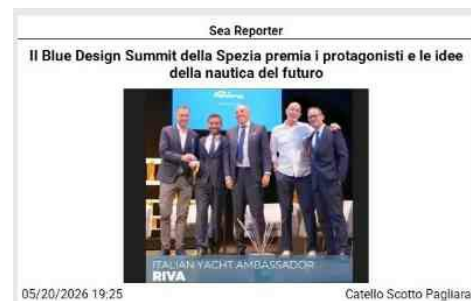 Sea Reporter
Il Blue Design Summit della Spezia premia i protagonisti e le idee
della nautica del futuro
ITALIAN YACHT AMBASSADOR
RIVA
05/20/2026 19:25
Catello Scotto Pagliara